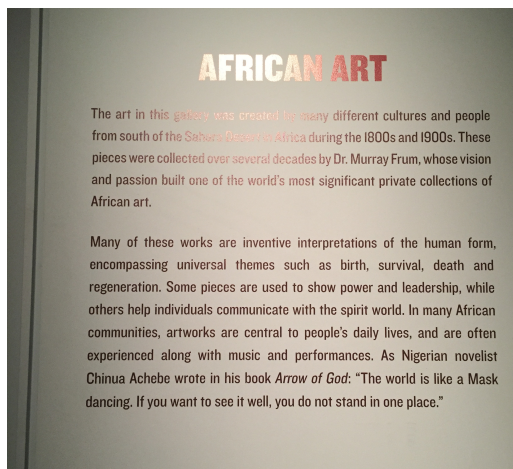 AFRICAN ART
The art in this gallery was created by many different cultures and people
from south of the Sahara Desert in Africa during the 1800s and 1900s. These
pieces were collected over several decades by Dr. Murray Frum, whose vision
and passion built one of the world's most significant private collections of
African art.
Many of these works are inventive interpretations of the human form,
encompassing universal themes such as birth, survival, death and
regeneration. Some pieces are used to show power and leadership, while
others help individuals communicate with the spirit world. In many African
communities, artworks are central to people's daily lives, and are often
experienced along with music and performances. As Nigerian novelist
Chinua Achebe wrote in his book Arrow of God: “The world is like a Mask
dancing. If you want to see it well, you do not stand in one place.”